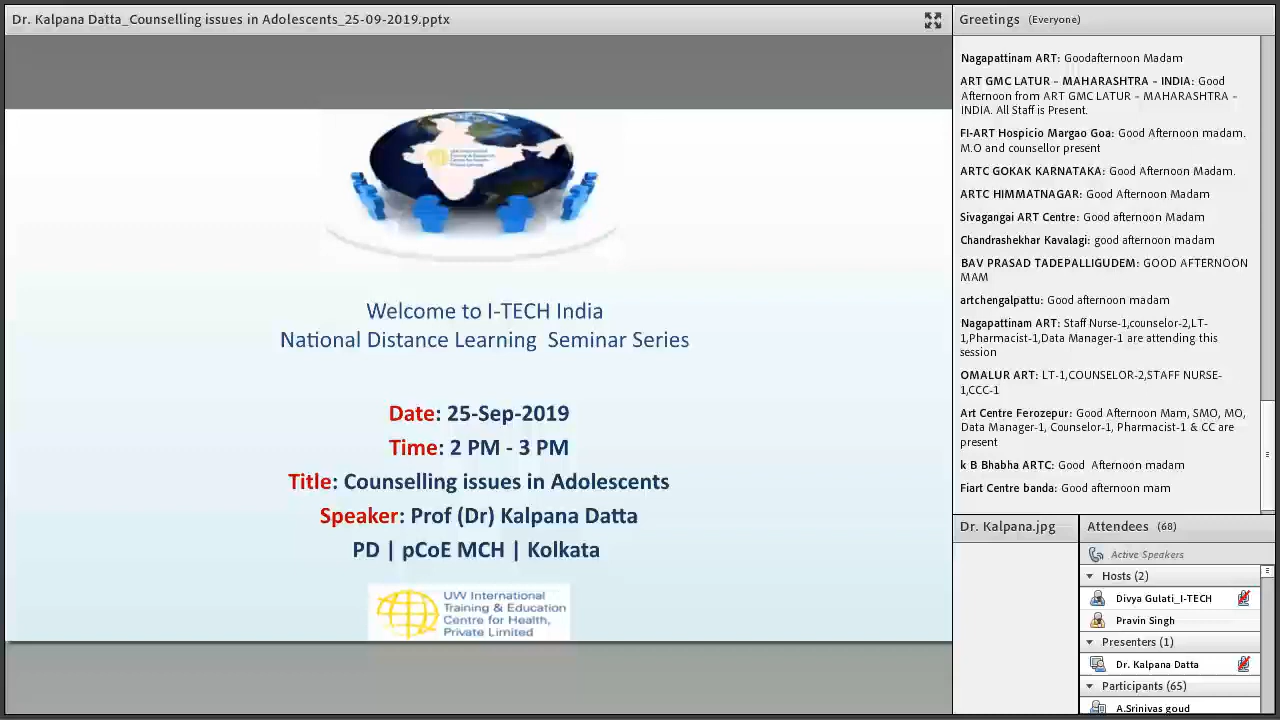 Dr. Kalpana Datta_Counselling issues in Adolescents_25-09-2019.pptx
UW International
Training & Research
Centre for Health,
Private Limited
Welcome to I-TECH India
National Distance Learning  Seminar Series
Date: 25-Sep-2019
Time: 2 PM - 3 PM
Title: Counselling issues in Adolescents
Speaker: Prof (Dr) Kalpana Datta
PD | pCoE MCH | Kolkata
UW International
Training & Education
Centre for Health,
Private Limited
Greetings (Everyone)
Nagapattinam ART: Goodafternoon Madam
ART GMC LATUR - MAHARASHTRA - INDIA: Good
Afternoon from ART GMC LATUR - MAHARASHTRA -
INDIA. All Staff is Present.
FI-ART Hospicio Margao Goa: Good Afternoon madam.
M.O and counsellor present
ARTC GOKAK KARNATAKA: Good Afternoon Madam.
ARTC HIMMATNAGAR: Good Afternoon Madam
Sivagangai ART Centre: Good afternoon Madam
Chandrashekhar Kavalagi: good afternoon madam
BAV PRASAD TADEPALLIGUDEM: GOOD AFTERNOON
MAM
artchengalpattu: Good afternoon madam
Nagapattinam ART: Staff Nurse-1,counselor-2,LT-
1,Pharmacist-1,Data Manager-1 are attending this
session
OMALUR ART: LT-1,COUNSELOR-2,STAFF NURSE-
1,CCC-1
Art Centre Ferozepur: Good Afternoon Mam, SMO, MO,
Data Manager-1, Counselor-1, Pharmacist-1 & CC are
present
k B Bhabha ARTC: Good  Afternoon madam
Fiart Centre banda: Good afternoon mam
Dr. Kalpana.jpg
Attendees (68)
Active Speakers
Hosts (2)
Divya Gulati_I-TECH
Pravin Singh
Presenters (1)
Dr. Kalpana Datta
Participants (65)
A.Srinivas goud